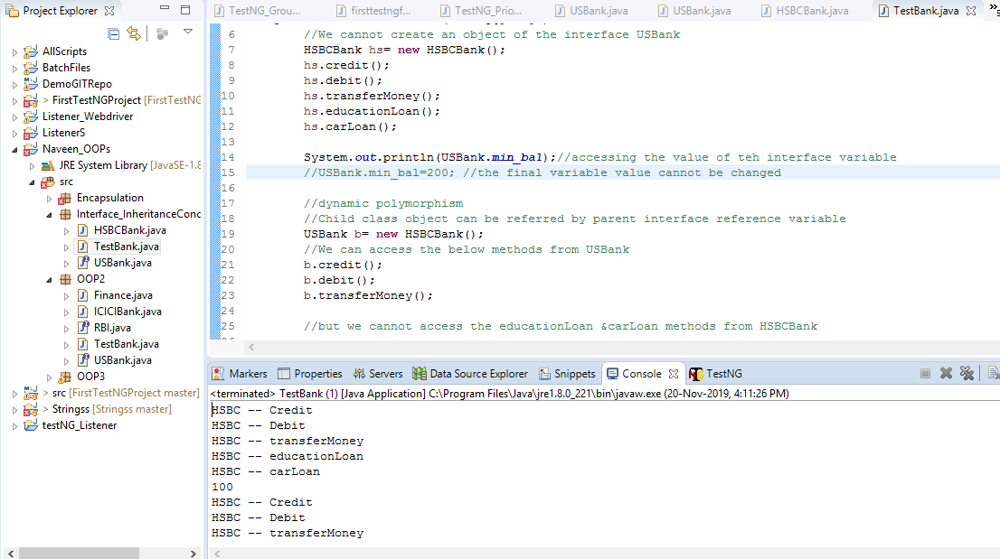 Project Explorer
AllScripts
BatchFiles
DemoGITRepo
> FirstTestNGProject [FirstTestNG
Listener_Webdriver
ListenerS
Naveen_OOPs
JRE System Library [JavaSE-1.8
src
Encapsulation
Interface_InheritanceConc
HSBCBank.java
TestBank.java
USBank.java
OOP2
Finance.java
ICICIBank.java
RBI.java
TestBank.java
USBank.java
OOP3
> src [FirstTestNGProject master]
> Stringss [Stringss master]
testNG_Listener
TestNG_Grou... firsttestngf... TestNG_Prio... USBank.java USBank.java HSBCBank.java TestBank.java
6 //We cannot create an object of the interface USBank
7 HSBCBank hs= new HSBCBank();
8 hs.credit();
9 hs.debit();
10 hs.transferMoney();
11 hs.educationLoan();
12 hs.carLoan();
13
14 System.out.println(USBank.min_bal);//accessing the value of teh interface variable
15 //USBank.min_bal=200; //the final variable value cannot be changed
16
17 //dynamic polymorphism
18 //Child class object can be referred by parent interface reference variable
19 USBank b= new HSBCBank();
20 //We can access the below methods from USBank
21 b.credit();
22 b.debit();
23 b.transferMoney();
24
25 //but we cannot access the educationLoan &carLoan methods from HSBCBank
Markers Properties Servers Data Source Explorer Snippets Console TestNG
<terminated> TestBank (1) [Java Application] C:\Program Files\Java\jre1.8.0_221\bin\javaw.exe (20-Nov-2019, 4:11:26 PM)
HSBC -- Credit
HSBC -- Debit
HSBC -- transferMoney
HSBC -- educationLoan
HSBC -- carLoan
100
HSBC -- Credit
HSBC -- Debit
HSBC -- transferMoney